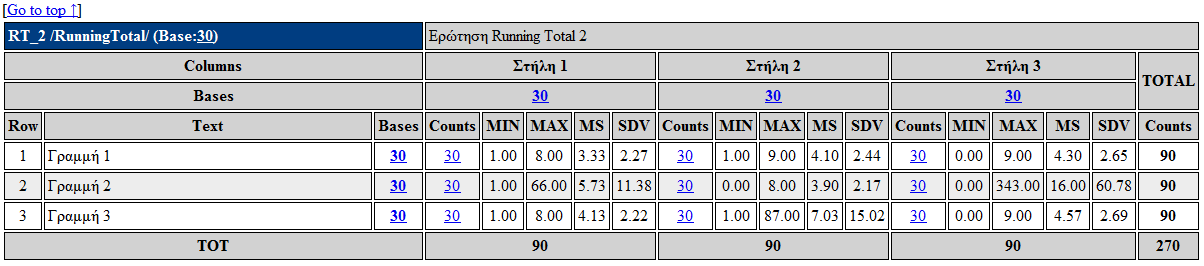 [Go to top ↑]
RT_2 /RunningTotal/ (Base:30) Ερώτηση Running Total 2
Columns Στήλη 1 Στήλη 2 Στήλη 3 TOTAL
Bases 30 30 30
Row Text Bases Counts MIN MAX MS SDV Counts MIN MAX MS SDV Counts MIN MAX MS SDV Counts
1 Γραμμή 1 30 30 1.00 8.00 3.33 2.27 30 1.00 9.00 4.10 2.44 30 0.00 9.00 4.30 2.65 90
2 Γραμμή 2 30 30 1.00 66.00 5.73 11.38 30 0.00 8.00 3.90 2.17 30 0.00 343.00 16.00 60.78 90
3 Γραμμή 3 30 30 1.00 8.00 4.13 2.22 30 1.00 87.00 7.03 15.02 30 0.00 9.00 4.57 2.69 90
TOT 90 90 90 270